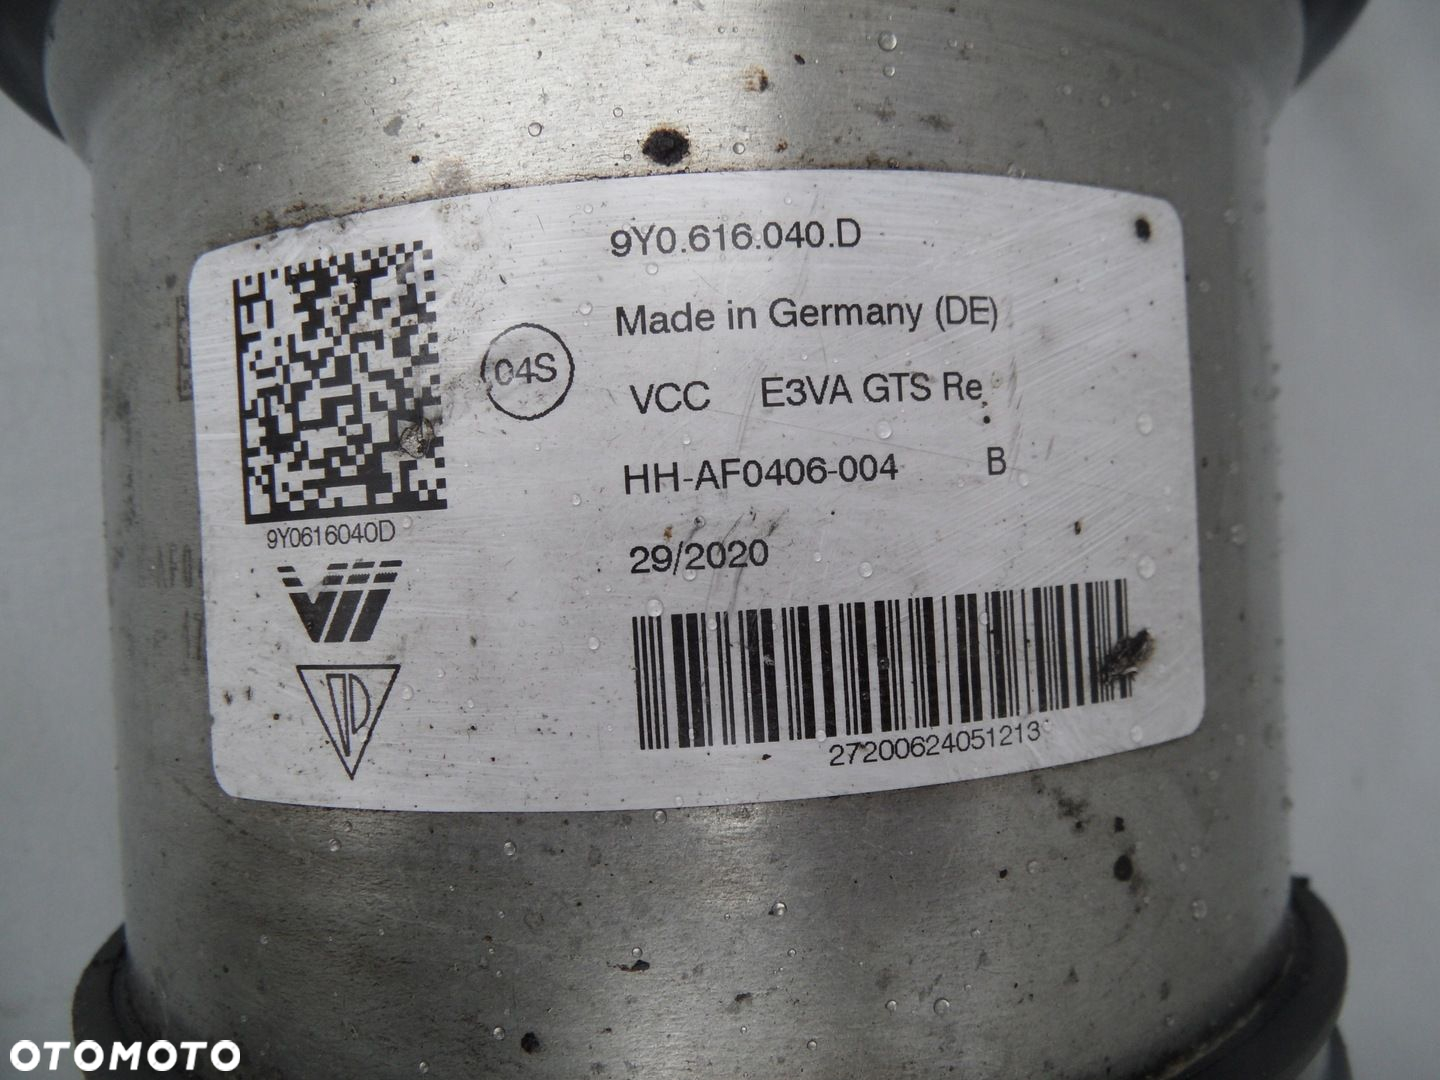 9Y0.616.040.D
Made in Germany (DE)
04S
VCC E3VA GTS Re
HH-AF0406-004 B
9Y0616040D
29/2020
27200624051213
OTOMOTO